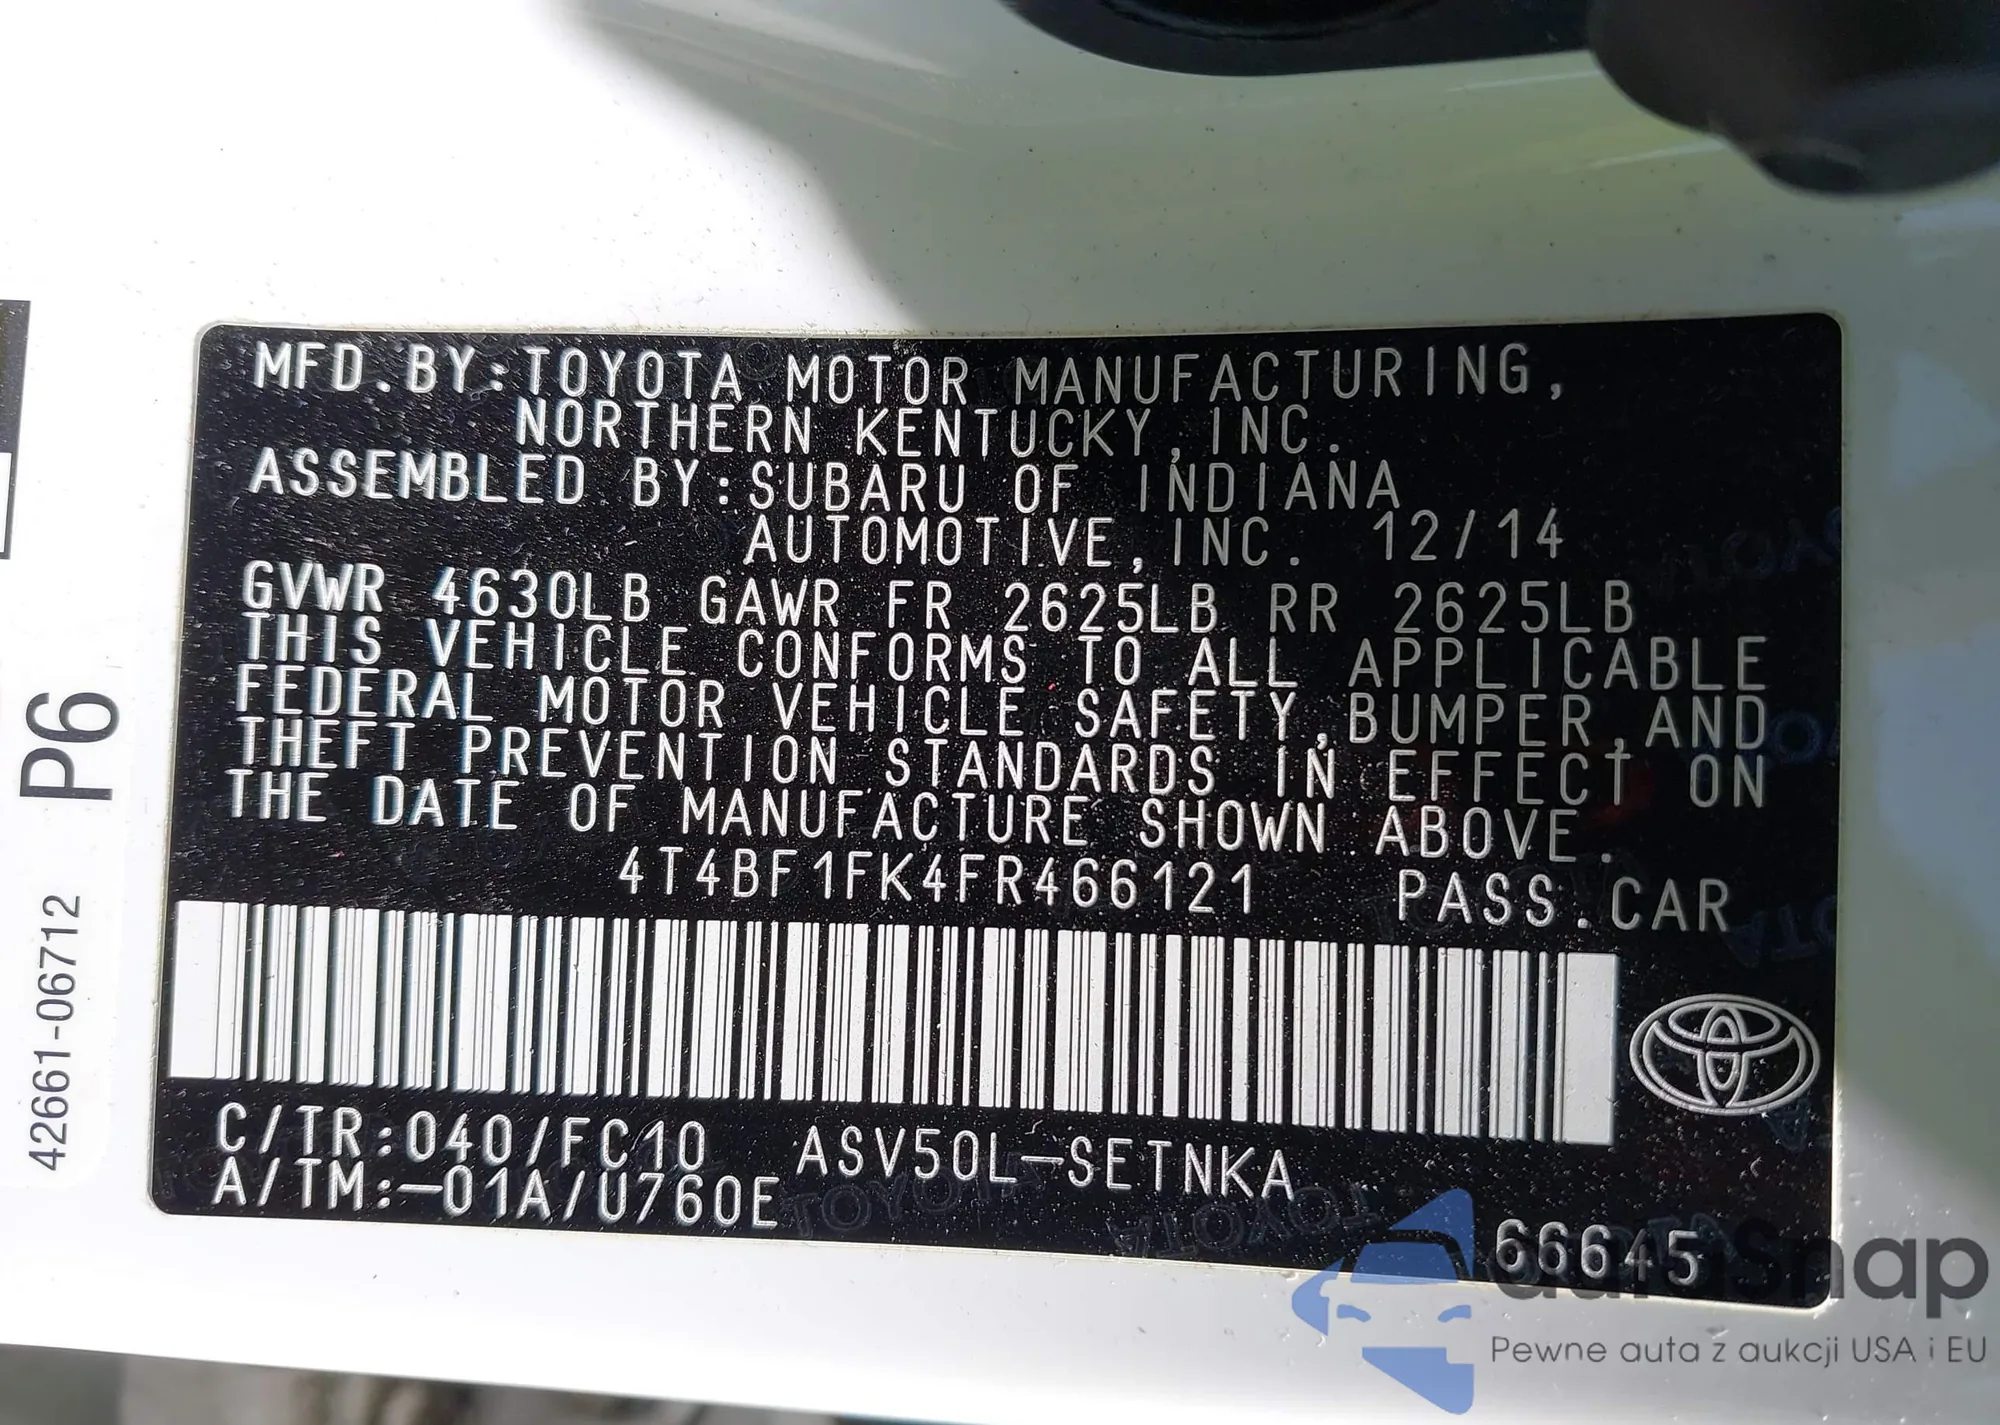 MFD.BY:TOYOTA MOTOR MANUFACTURING,
NORTHERN KENTUCKY,INC.
ASSEMBLED BY:SUBARU OF INDIANA
AUTOMOTIVE,INC. 12/14
GVWR 4630LB GAWR FR 2625LB RR 2625LB
THIS VEHICLE CONFORMS TO ALL APPLICABLE
FEDERAL MOTOR VEHICLE SAFETY,BUMPER,AND
THEFT PREVENTION STANDARDS IN EFFECT ON
THE DATE OF MANUFACTURE SHOWN ABOVE.
4T4BF1FK4FR466121 PASS.CAR
C/TR:040/FC10 ASV50L-SETNKA
A/TM:-01A/U760E
66645
P6
42661-06712
autasnap
Pewne auta z aukcji USA i EU